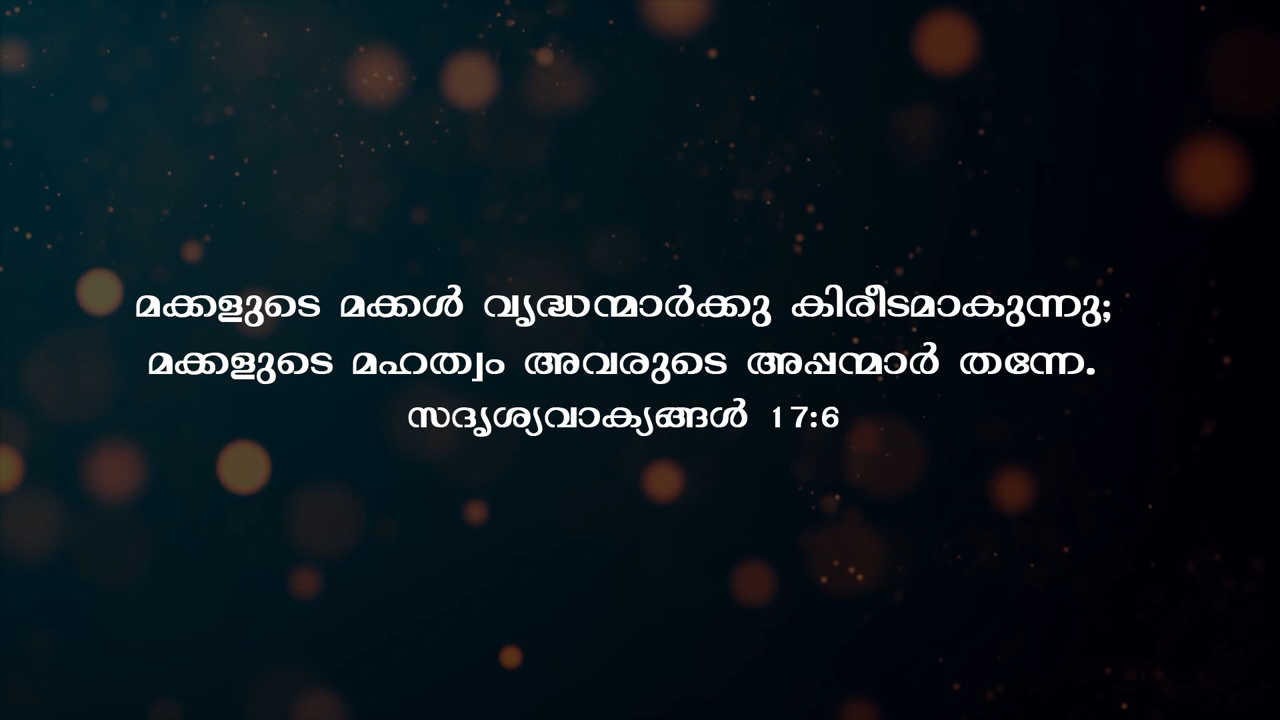 മക്കളുടെ മക്കൾ വൃദ്ധന്മാർക്കു കിരീടമാകുന്നു;
മക്കളുടെ മഹത്വം അവരുടെ അപ്പന്മാർ തന്നേ.
സദൃശ്യവാക്യങ്ങൾ 17:6